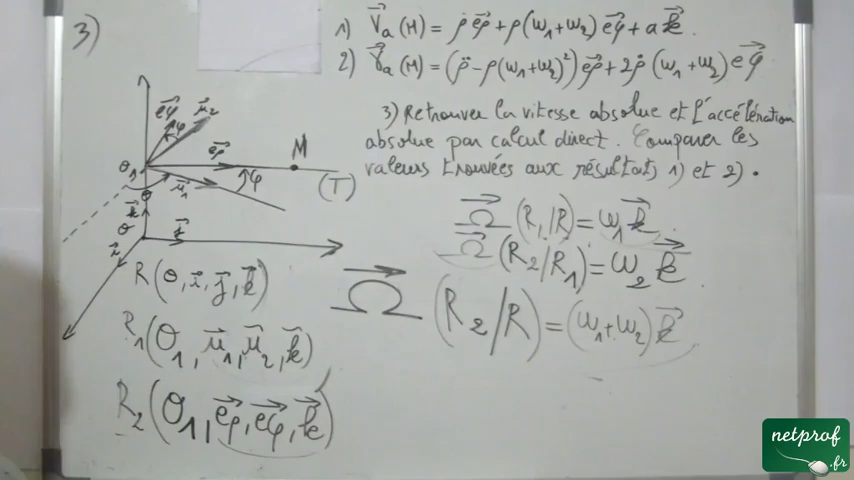 3)
1) V⃗a (M) = ρ̇ e⃗ρ + ρ(ω1+ω2) e⃗φ + a k⃗.
2) γ⃗a (M) = (ρ̈ - ρ(ω1+ω2)²) e⃗ρ + 2ρ̇ (ω1+ω2) e⃗φ
3) Retrouver la vitesse absolue et l'accélération
absolue par calcul direct. Comparer les
valeurs trouvées aux résultats 1) et 2).
e⃗φ φ u⃗2
e⃗ρ M
O1 u⃗1 φ (T)
θ
k⃗
O j⃗
i⃗
Ω⃗ (R1/R) = ω1 k⃗.
Ω⃗ (R2/R1) = ω2 k⃗
Ω⃗ (R2/R) = (ω1+ω2) k⃗
R(O, i⃗, j⃗, k⃗)
R1(O1, u⃗1, u⃗2, k⃗)
R2(O1, e⃗ρ, e⃗φ, k⃗)
netprof
.fr